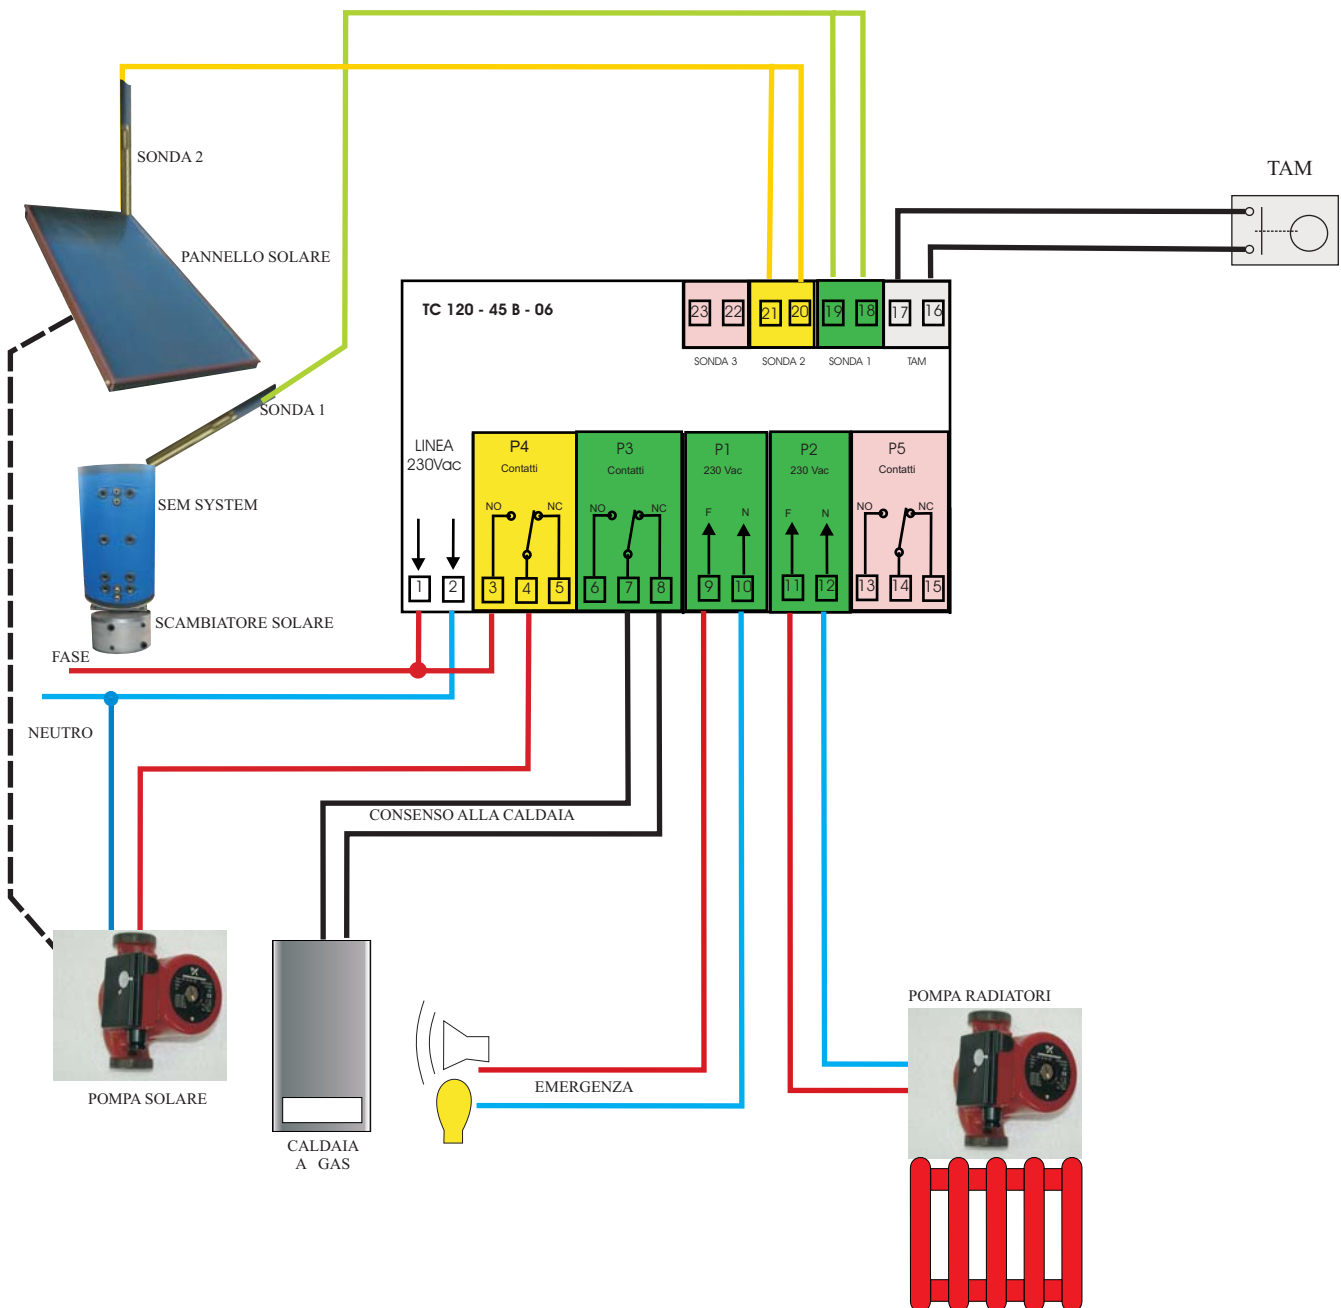 TAM
SONDA 2
PANNELLO SOLARE
TC 120 - 45 B - 06
23 22 21 20 19 18 17 16
SONDA 3 SONDA 2 SONDA 1 TAM
SONDA 1
SEM SYSTEM
SCAMBIATORE SOLARE
LINEA
230Vac
1 2
P4
Contatti
NO NC
3 4 5
P3
Contatti
NO NC
6 7 8
P1
230 Vac
F N
9 10
P2
230 Vac
F N
11 12
P5
Contatti
NO NC
13 14 15
FASE
NEUTRO
CONSENSO ALLA CALDAIA
POMPA SOLARE
CALDAIA
A GAS
EMERGENZA
POMPA RADIATORI